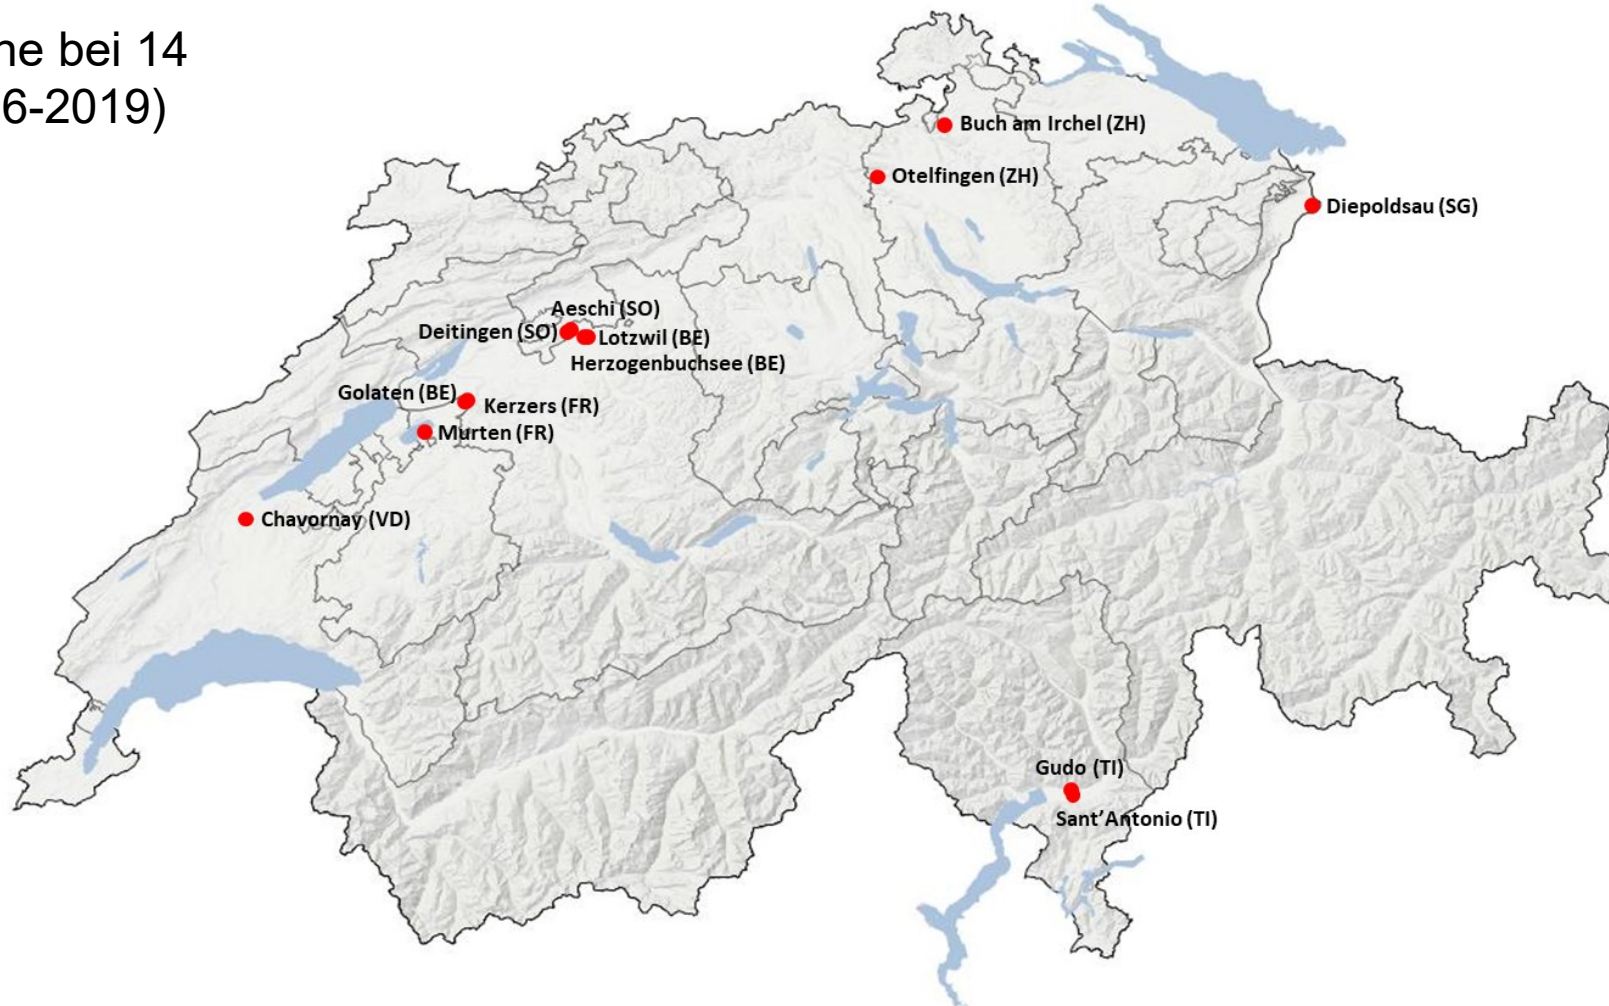 ne bei 14
6-2019)
Buch am Irchel (ZH)
Otelfingen (ZH)
Diepoldsau (SG)
Aeschi (SO)
Deitingen (SO)
Lotzwil (BE)
Herzogenbuchsee (BE)
Golaten (BE)
Kerzers (FR)
Murten (FR)
Chavornay (VD)
Gudo (TI)
Sant’Antonio (TI)